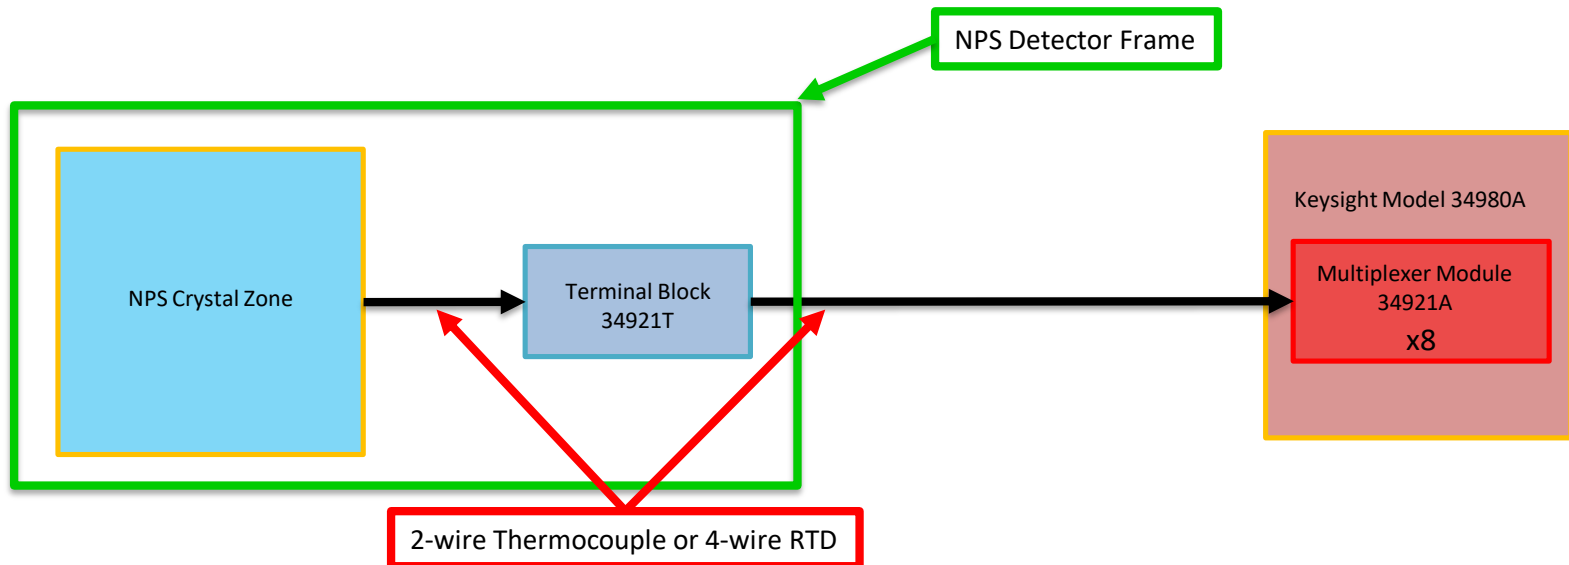 NPS Detector Frame
Keysight Model 34980A
NPS Crystal Zone
Terminal Block
34921T
Multiplexer Module
34921A
x8
2-wire Thermocouple or 4-wire RTD